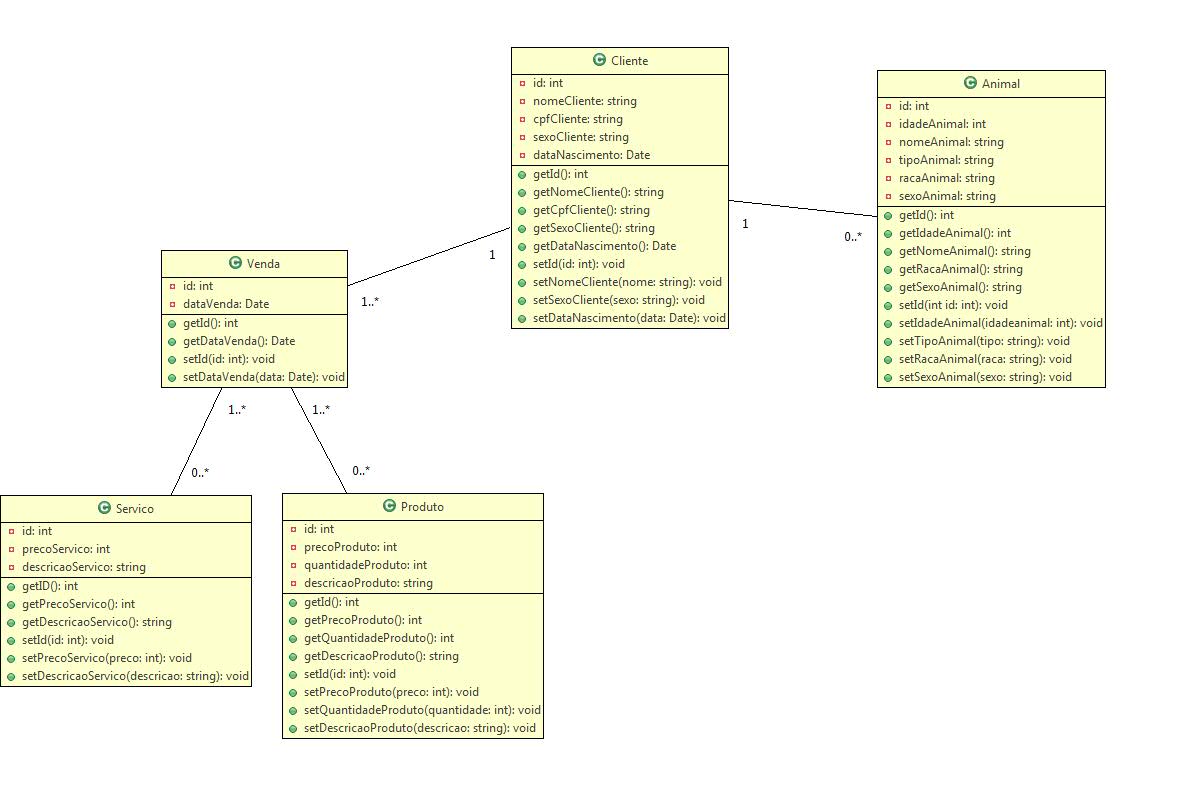 Cliente
id: int
nomeCliente: string
cpfCliente: string
sexoCliente: string
dataNascimento: Date
getId(): int
getNomeCliente(): string
getCpfCliente(): string
getSexoCliente(): string
getDataNascimento(): Date
setId(id: int): void
setNomeCliente(nome: string): void
setSexoCliente(sexo: string): void
setDataNascimento(data: Date): void
Animal
id: int
idadeAnimal: int
nomeAnimal: string
tipoAnimal: string
racaAnimal: string
sexoAnimal: string
getId(): int
getIdadeAnimal(): int
getNomeAnimal(): string
getRacaAnimal(): string
getSexoAnimal(): string
setId(int id: int): void
setIdadeAnimal(idadeanimal: int): void
setTipoAnimal(tipo: string): void
setRacaAnimal(raca: string): void
setSexoAnimal(sexo: string): void
1
0..*
1
1..*
Venda
id: int
dataVenda: Date
getId(): int
getDataVenda(): Date
setId(id: int): void
setDataVenda(data: Date): void
1..*
1..*
0..*
0..*
Servico
id: int
precoServico: int
descricaoServico: string
getID(): int
getPrecoServico(): int
getDescricaoServico(): string
setId(id: int): void
setPrecoServico(preco: int): void
setDescricaoServico(descricao: string): void
Produto
id: int
precoProduto: int
quantidadeProduto: int
descricaoProduto: string
getId(): int
getPrecoProduto(): int
getQuantidadeProduto(): int
getDescricaoProduto(): string
setId(id: int): void
setPrecoProduto(preco: int): void
setQuantidadeProduto(quantidade: int): void
setDescricaoProduto(descricao: string): void